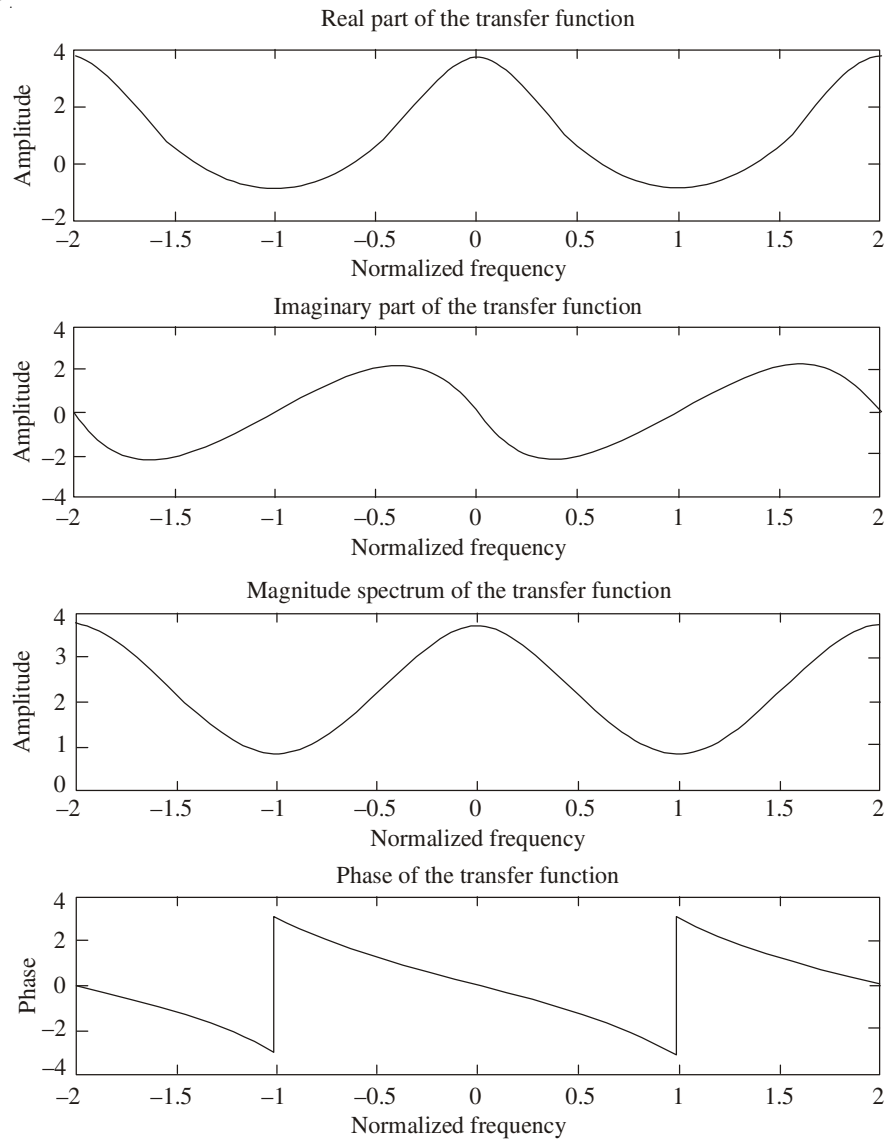 Real part of the transfer function
4
2
0
–2
Amplitude
–2 –1.5 –1 –0.5 0 0.5 1 1.5 2
Normalized frequency
Imaginary part of the transfer function
4
2
0
–2
–4
Amplitude
–2 –1.5 –1 –0.5 0 0.5 1 1.5 2
Normalized frequency
Magnitude spectrum of the transfer function
4
3
2
1
0
Amplitude
–2 –1.5 –1 –0.5 0 0.5 1 1.5 2
Normalized frequency
Phase of the transfer function
4
2
0
–2
–4
Phase
–2 –1.5 –1 –0.5 0 0.5 1 1.5 2
Normalized frequency